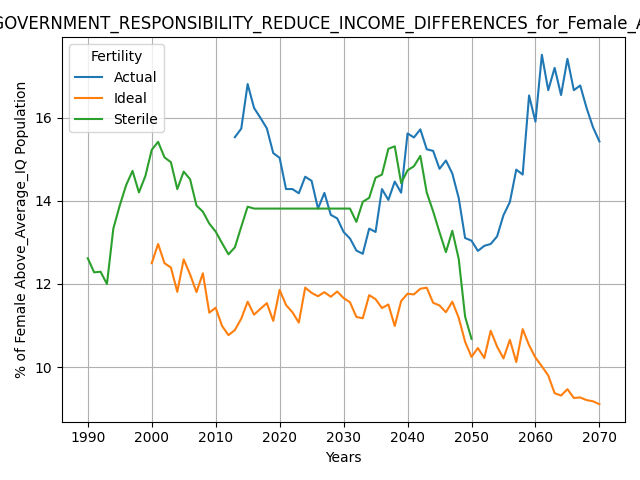 GOVERNMENT_RESPONSIBILITY_REDUCE_INCOME_DIFFERENCES_for_Female_A
Fertility
Actual
Ideal
Sterile
% of Female Above_Average_IQ Population
16
14
12
10
1990 2000 2010 2020 2030 2040 2050 2060 2070
Years